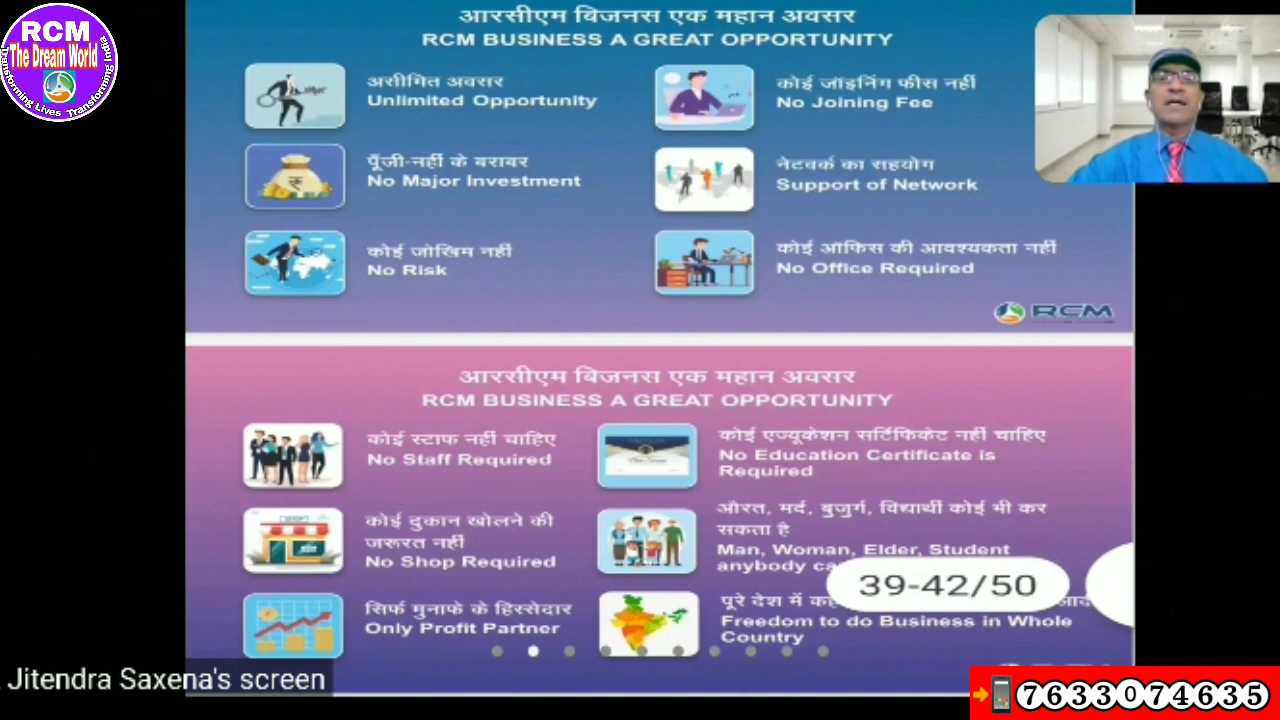 RCM
The Dream World
Transforming Lives Transforming India
आरसीएम बिजनस एक महान अवसर
RCM BUSINESS A GREAT OPPORTUNITY
असीमित अवसर
Unlimited Opportunity
कोई जॉइनिंग फीस नहीं
No Joining Fee
पूँजी-नहीं के बराबर
No Major Investment
नेटवर्क का सहयोग
Support of Network
कोई जोखिम नहीं
No Risk
कोई ऑफिस की आवश्यकता नहीं
No Office Required
RCM
आरसीएम बिजनस एक महान अवसर
RCM BUSINESS A GREAT OPPORTUNITY
कोई स्टाफ नहीं चाहिए
No Staff Required
कोई एज्यूकेशन सर्टिफिकेट नहीं चाहिए
No Education Certificate is
Required
कोई दुकान खोलने की
जरूरत नहीं
No Shop Required
औरत, मर्द, बुजुर्ग, विद्यार्थी कोई भी कर
सकता है
Man, Woman, Elder, Student
anybody
39-42/50
सिर्फ मुनाफे के हिस्सेदार
Only Profit Partner
पूरे देश में
Freedom to do Business in Whole
Country
Jitendra Saxena's screen
7633074635